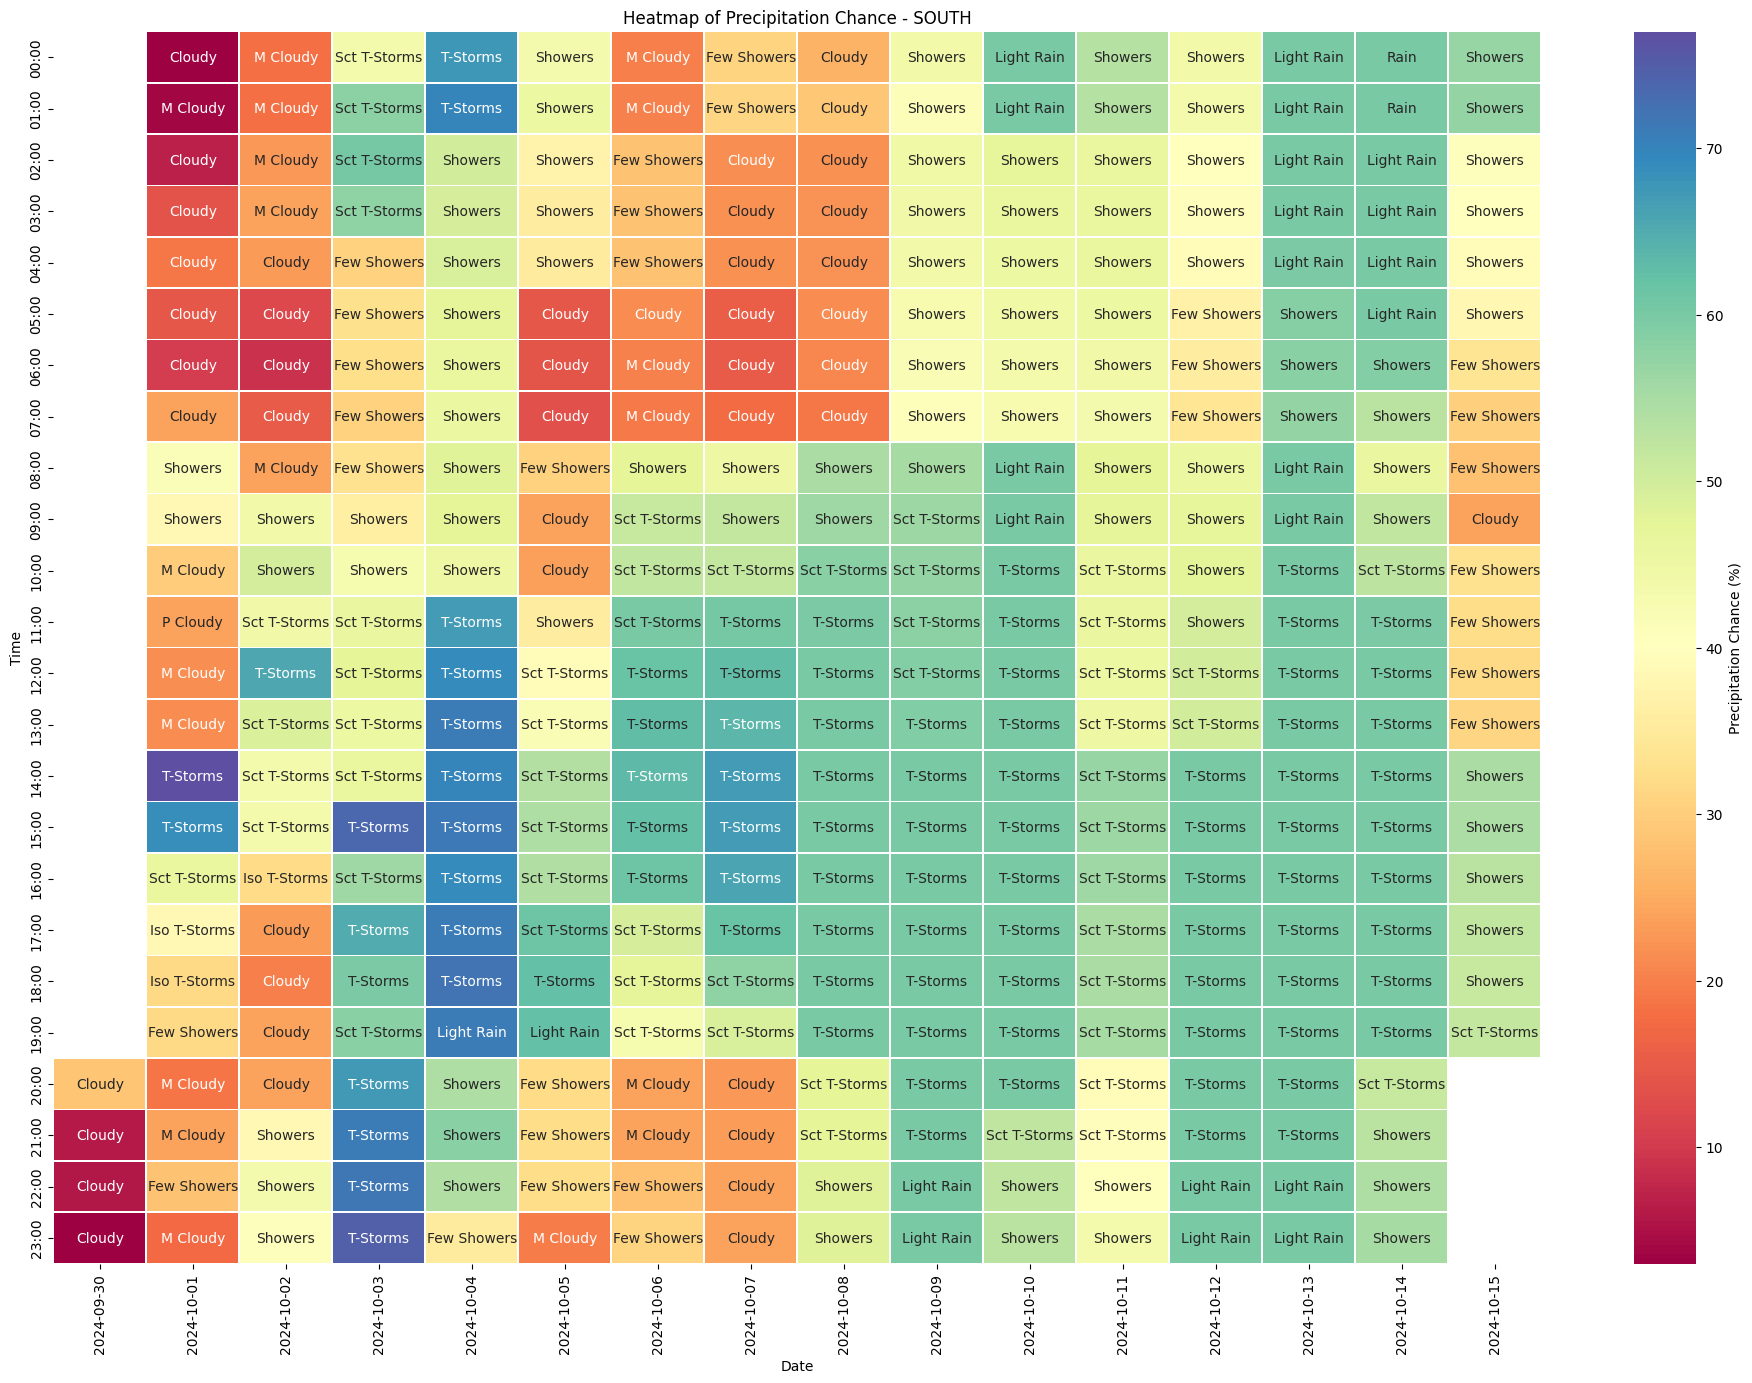 Heatmap of Precipitation Chance - SOUTH
00:00 Cloudy M Cloudy Sct T-Storms T-Storms Showers M Cloudy Few Showers Cloudy Showers Light Rain Showers Showers Light Rain Rain Showers
01:00 M Cloudy M Cloudy Sct T-Storms T-Storms Showers M Cloudy Few Showers Cloudy Showers Light Rain Showers Showers Light Rain Rain Showers
02:00 Cloudy M Cloudy Sct T-Storms Showers Showers Few Showers Cloudy Cloudy Showers Showers Showers Showers Light Rain Light Rain Showers
03:00 Cloudy M Cloudy Sct T-Storms Showers Showers Few Showers Cloudy Cloudy Showers Showers Showers Showers Light Rain Light Rain Showers
04:00 Cloudy Cloudy Few Showers Showers Showers Few Showers Cloudy Cloudy Showers Showers Showers Showers Light Rain Light Rain Showers
05:00 Cloudy Cloudy Few Showers Showers Cloudy Cloudy Cloudy Cloudy Showers Showers Showers Few Showers Showers Light Rain Showers
06:00 Cloudy Cloudy Few Showers Showers Cloudy M Cloudy Cloudy Cloudy Showers Showers Showers Few Showers Showers Showers Few Showers
07:00 Cloudy Cloudy Few Showers Showers Cloudy M Cloudy Cloudy Cloudy Showers Showers Showers Few Showers Showers Showers Few Showers
08:00 Showers M Cloudy Few Showers Showers Few Showers Showers Showers Showers Showers Light Rain Showers Showers Light Rain Showers Few Showers
09:00 Showers Showers Showers Showers Cloudy Sct T-Storms Showers Showers Sct T-Storms Light Rain Showers Showers Light Rain Showers Cloudy
10:00 M Cloudy Showers Showers Showers Cloudy Sct T-Storms Sct T-Storms Sct T-Storms Sct T-Storms T-Storms Sct T-Storms Showers T-Storms Sct T-Storms Few Showers
11:00 P Cloudy Sct T-Storms Sct T-Storms T-Storms Showers Sct T-Storms T-Storms T-Storms Sct T-Storms T-Storms Sct T-Storms Showers T-Storms T-Storms Few Showers
12:00 M Cloudy T-Storms Sct T-Storms T-Storms Sct T-Storms T-Storms T-Storms T-Storms Sct T-Storms T-Storms Sct T-Storms Sct T-Storms T-Storms T-Storms Few Showers
13:00 M Cloudy Sct T-Storms Sct T-Storms T-Storms Sct T-Storms T-Storms T-Storms T-Storms T-Storms T-Storms Sct T-Storms Sct T-Storms T-Storms T-Storms Few Showers
14:00 T-Storms Sct T-Storms Sct T-Storms T-Storms Sct T-Storms T-Storms T-Storms T-Storms T-Storms T-Storms Sct T-Storms T-Storms T-Storms T-Storms Showers
15:00 T-Storms Sct T-Storms T-Storms T-Storms Sct T-Storms T-Storms T-Storms T-Storms T-Storms T-Storms Sct T-Storms T-Storms T-Storms T-Storms Showers
16:00 Sct T-Storms Iso T-Storms Sct T-Storms T-Storms Sct T-Storms T-Storms T-Storms T-Storms T-Storms T-Storms Sct T-Storms T-Storms T-Storms T-Storms Showers
17:00 Iso T-Storms Cloudy T-Storms T-Storms Sct T-Storms Sct T-Storms T-Storms T-Storms T-Storms T-Storms Sct T-Storms T-Storms T-Storms T-Storms Showers
18:00 Iso T-Storms Cloudy T-Storms T-Storms T-Storms Sct T-Storms Sct T-Storms T-Storms T-Storms T-Storms Sct T-Storms T-Storms T-Storms T-Storms Showers
19:00 Few Showers Cloudy Sct T-Storms Light Rain Light Rain Sct T-Storms Sct T-Storms T-Storms T-Storms T-Storms Sct T-Storms T-Storms T-Storms T-Storms Sct T-Storms
20:00 Cloudy M Cloudy Cloudy T-Storms Showers Few Showers M Cloudy Cloudy Sct T-Storms T-Storms T-Storms Sct T-Storms T-Storms T-Storms Sct T-Storms
21:00 Cloudy M Cloudy Showers T-Storms Showers Few Showers M Cloudy Cloudy Sct T-Storms T-Storms Sct T-Storms Sct T-Storms T-Storms T-Storms Showers
22:00 Cloudy Few Showers Showers T-Storms Showers Few Showers Few Showers Cloudy Showers Light Rain Showers Showers Light Rain Light Rain Showers
23:00 Cloudy M Cloudy Showers T-Storms Few Showers M Cloudy Few Showers Cloudy Showers Light Rain Showers Showers Light Rain Light Rain Showers
Time
2024-09-30 2024-10-01 2024-10-02 2024-10-03 2024-10-04 2024-10-05 2024-10-06 2024-10-07 2024-10-08 2024-10-09 2024-10-10 2024-10-11 2024-10-12 2024-10-13 2024-10-14 2024-10-15
Date
70
60
50
40
30
20
10
Precipitation Chance (%)